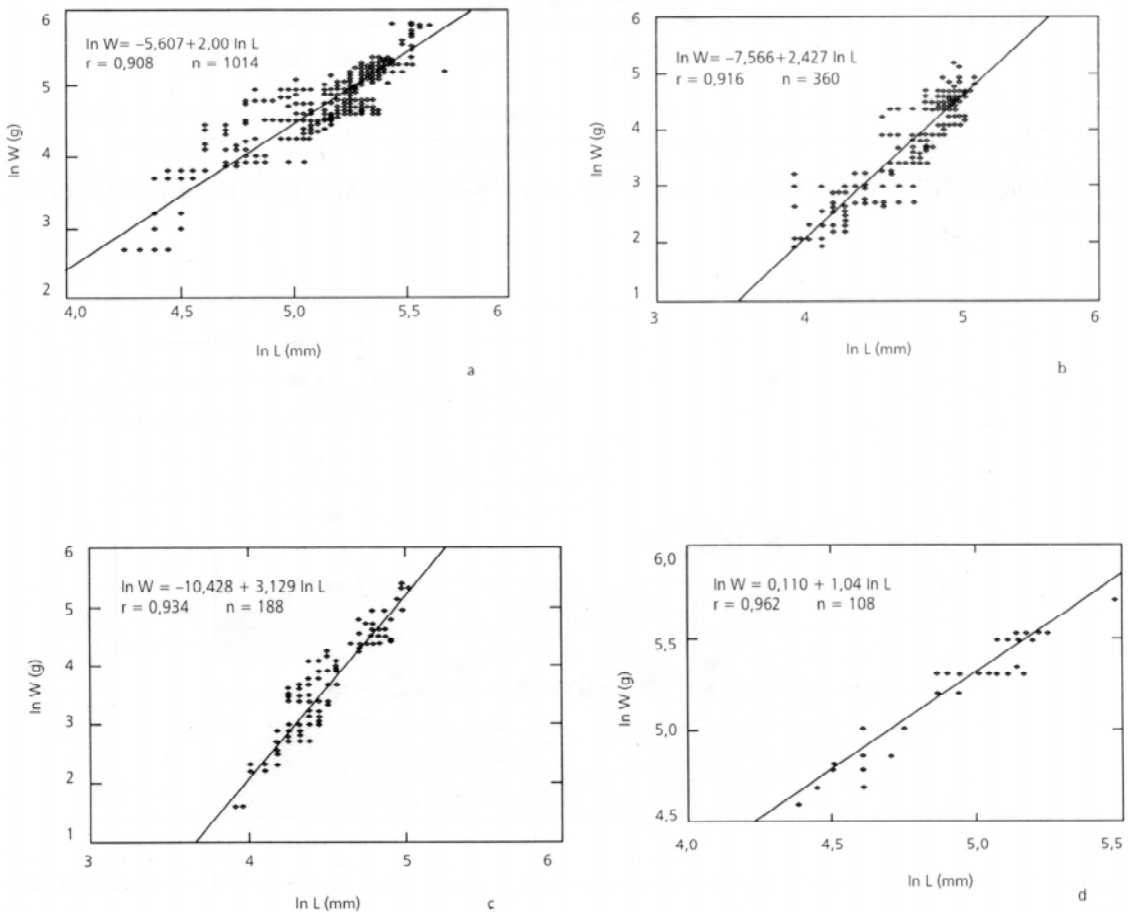 6
5
4
3
2
ln W (g)
ln W= –5,607+2,00 ln L
r = 0,908 n = 1014
4,0 4,5 5,0 5,5 6
ln L (mm)
a
6
5
4
3
2
1
ln W (g)
ln W= –7,566+2,427 ln L
r = 0,916 n = 360
3 4 5 6
ln L (mm)
b
6
5
4
3
2
1
ln W (g)
ln W = –10,428 + 3,129 ln L
r = 0,934 n = 188
3 4 5 6
ln L (mm)
c
6,0
5,5
5,0
4,5
ln W (g)
ln W = 0,110 + 1,04 ln L
r = 0,962 n = 108
4,0 4,5 5,0 5,5
ln L (mm)
d